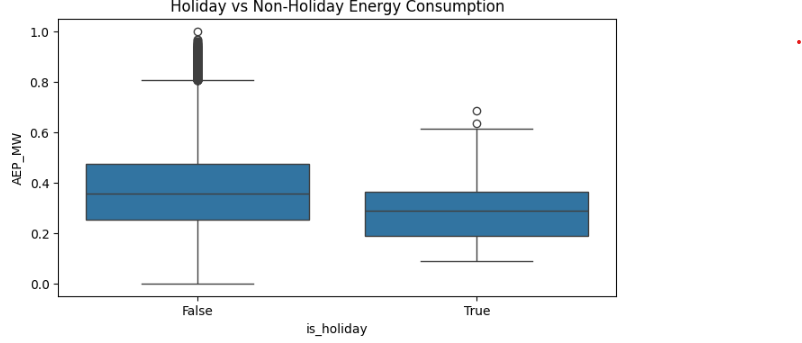 Holiday vs Non-Holiday Energy Consumption
1.0
0.8
0.6
0.4
0.2
0.0
AEP_MW
False
True
is_holiday